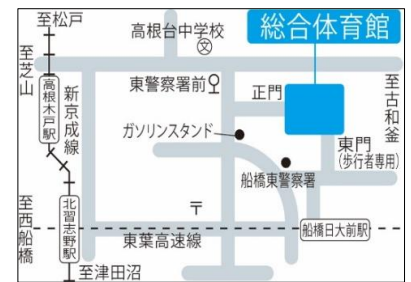 至松戸
高根台中学校
文
総合体育館
至芝山
高根木戸駅
新京成線
東警察署前
正門
至古和釜
ガソリンスタンド
東門
(歩行者専用)
船橋東警察署
〒
至西船橋
北習志野駅
東葉高速線
船橋日大前駅
至津田沼